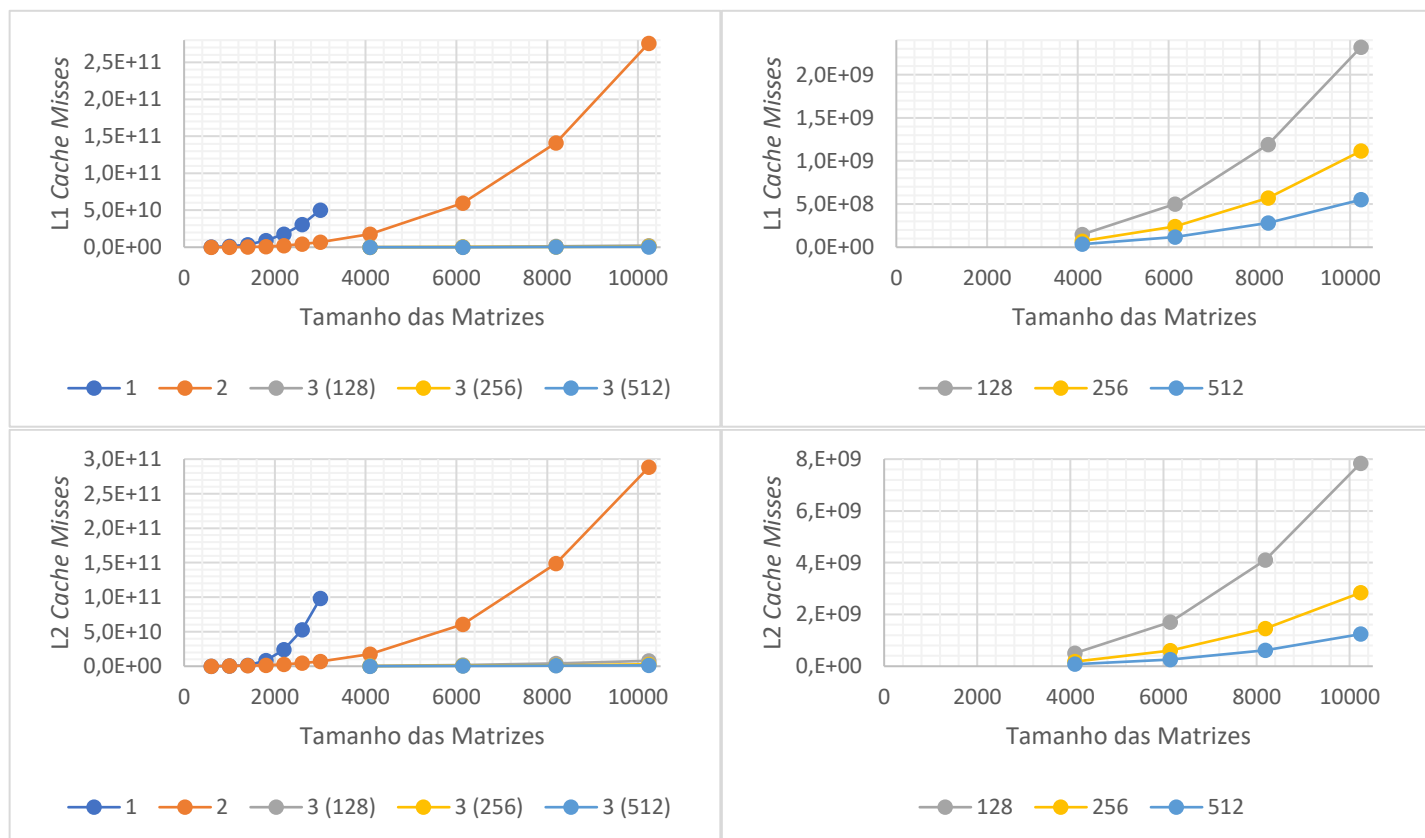 L1 Cache Misses
2,5E+11
2,0E+11
1,5E+11
1,0E+11
5,0E+10
0,0E+00
0 2000 4000 6000 8000 10000
Tamanho das Matrizes
1 2 3 (128) 3 (256) 3 (512)
L1 Cache Misses
2,0E+09
1,5E+09
1,0E+09
5,0E+08
0,0E+00
0 2000 4000 6000 8000 10000
Tamanho das Matrizes
128 256 512
L2 Cache Misses
3,0E+11
2,5E+11
2,0E+11
1,5E+11
1,0E+11
5,0E+10
0,0E+00
0 2000 4000 6000 8000 10000
Tamanho das Matrizes
1 2 3 (128) 3 (256) 3 (512)
L2 Cache Misses
8,E+09
6,E+09
4,E+09
2,E+09
0,E+00
0 2000 4000 6000 8000 10000
Tamanho das Matrizes
128 256 512